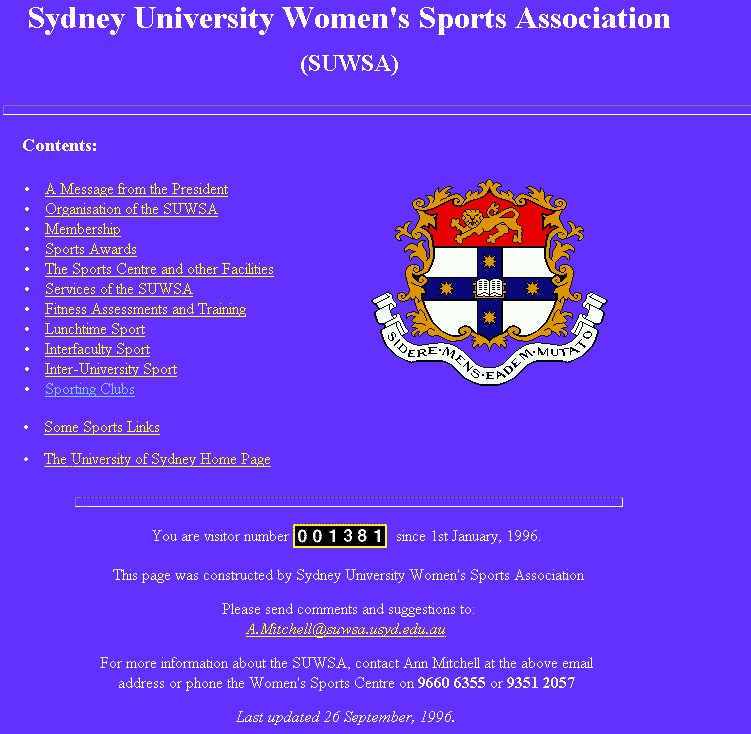 Sydney University Women's Sports Association
(SUWSA)
Contents:
• A Message from the President
• Organisation of the SUWSA
• Membership
• Sports Awards
• The Sports Centre and other Facilities
• Services of the SUWSA
• Fitness Assessments and Training
• Lunchtime Sport
• Interfaculty Sport
• Inter-University Sport
• Sporting Clubs
• Some Sports Links
• The University of Sydney Home Page
SIDERE·MENS·EADEM·MUTATO
You are visitor number 001381 since 1st January, 1996.
This page was constructed by Sydney University Women's Sports Association
Please send comments and suggestions to:
A.Mitchell@suwsa.usyd.edu.au
For more information about the SUWSA, contact Ann Mitchell at the above email
address or phone the Women's Sports Centre on 9660 6355 or 9351 2057
Last updated 26 September, 1996.